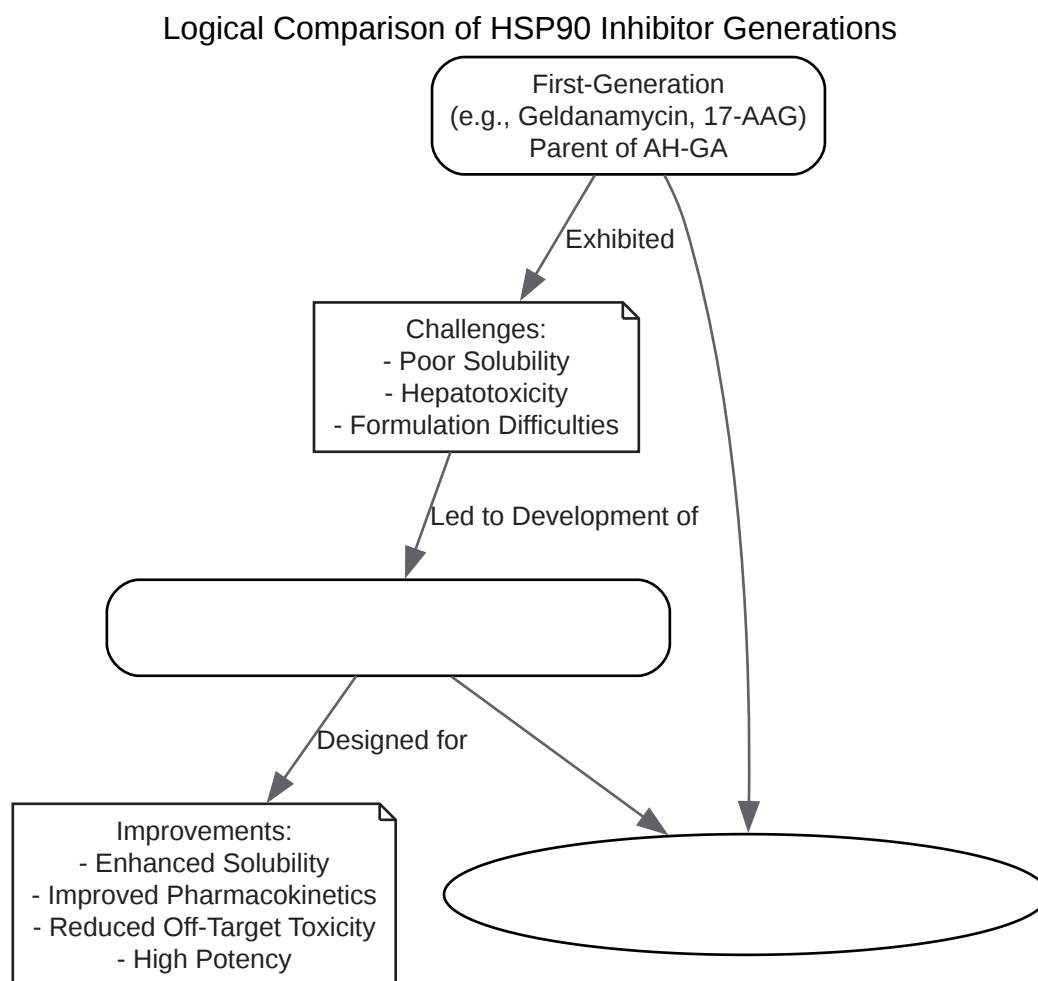 Logical Comparison of HSP90 Inhibitor Generations
First-Generation
(e.g., Geldanamycin, 17-AAG)
Parent of AH-GA
Exhibited
Challenges:
- Poor Solubility
- Hepatotoxicity
- Formulation Difficulties
Led to Development of
Designed for
Improvements:
- Enhanced Solubility
- Improved Pharmacokinetics
- Reduced Off-Target Toxicity
- High Potency